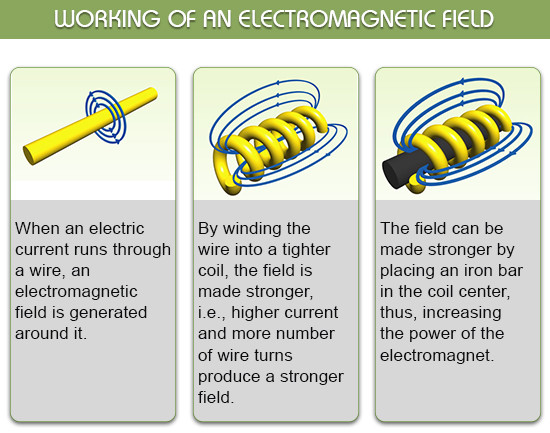 WORKING OF AN ELECTROMAGNETIC FIELD
When an electric
current runs through
a wire, an
electromagnetic
field is generated
around it.
By winding the
wire into a tighter
coil, the field is
made stronger,
i.e., higher current
and more number
of wire turns
produce a stronger
field.
The field can be
made stronger by
placing an iron bar
in the coil center,
thus, increasing
the power of the
electromagnet.